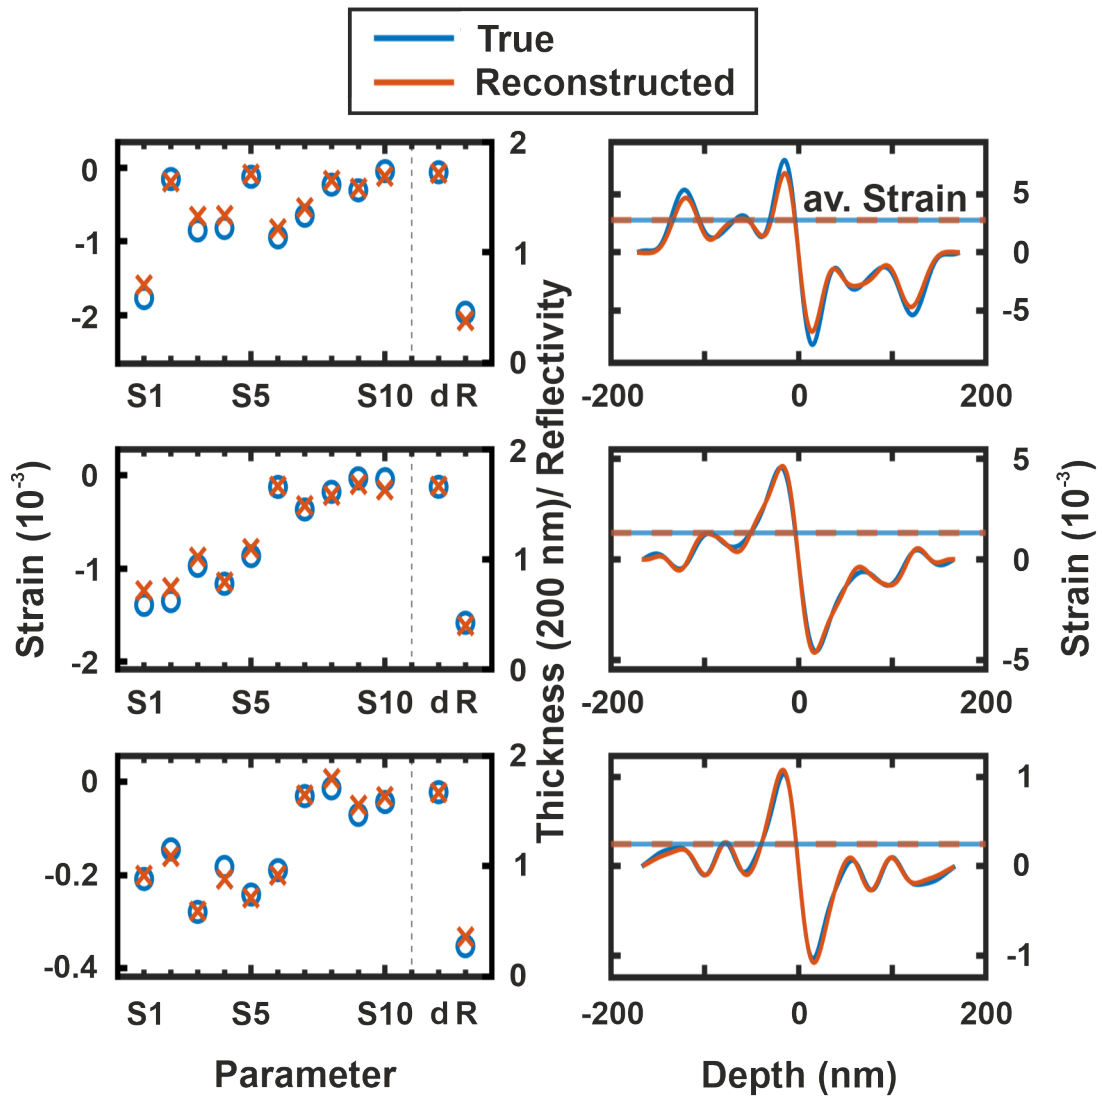 True
Reconstructed
0
-1
-2
2
1
0
S1 S5 S10 d R
av. Strain
5
0
-5
-200 0 200
0
-1
-2
2
1
0
S1 S5 S10 d R
5
0
-5
-200 0 200
0
-0.2
-0.4
2
1
0
S1 S5 S10 d R
1
0
-1
-200 0 200
Strain (10⁻³)
Thickness (200 nm)/ Reflectivity
Strain (10⁻³)
Parameter
Depth (nm)